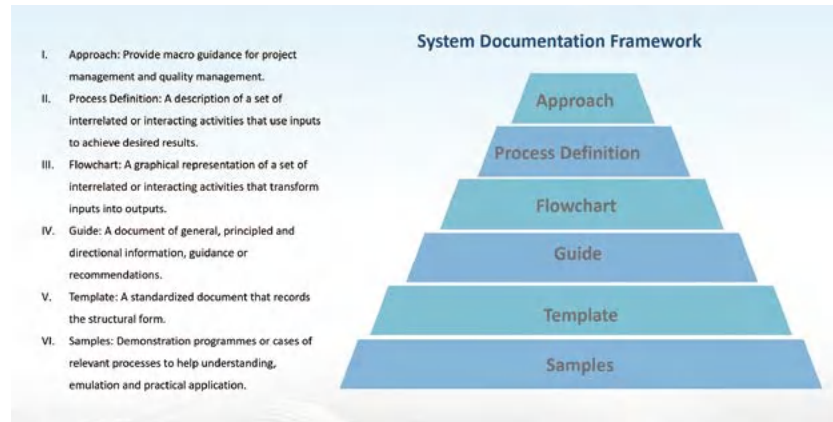 System Documentation Framework
I. Approach: Provide macro guidance for project
management and quality management.
II. Process Definition: A description of a set of
interrelated or interacting activities that use inputs
to achieve desired results.
III. Flowchart: A graphical representation of a set of
interrelated or interacting activities that transform
inputs into outputs.
IV. Guide: A document of general, principled and
directional information, guidance or
recommendations.
V. Template: A standardized document that records
the structural form.
VI. Samples: Demonstration programmes or cases of
relevant processes to help understanding,
emulation and practical application.
Approach
Process Definition
Flowchart
Guide
Template
Samples